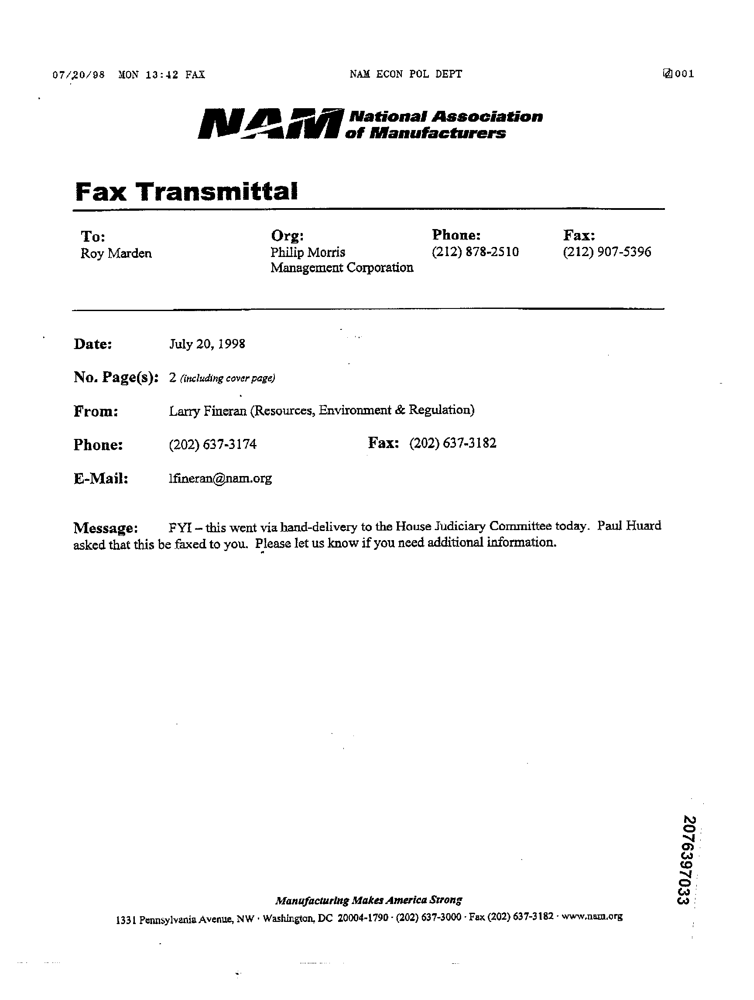 07/20/98 MON 13:42 FAX NAM ECON POL DEPT 001
NAM National Association
of Manufacturers
Fax Transmittal
To: Org: Phone: Fax:
Roy Marden Philip Morris (212) 878-2510 (212) 907-5396
Management Corporation
Date: July 20, 1998
No. Page(s): 2 (including cover page)
From: Larry Fineran (Resources, Environment & Regulation)
Phone: (202) 637-3174 Fax: (202) 637-3182
E-Mail: lfineran@nam.org
Message: FYI – this went via hand-delivery to the House Judiciary Committee today. Paul Huard
asked that this be faxed to you. Please let us know if you need additional information.
2076397033
Manufacturing Makes America Strong
1331 Pennsylvania Avenue, NW · Washington, DC 20004-1790 · (202) 637-3000 · Fax (202) 637-3182 · www.nam.org